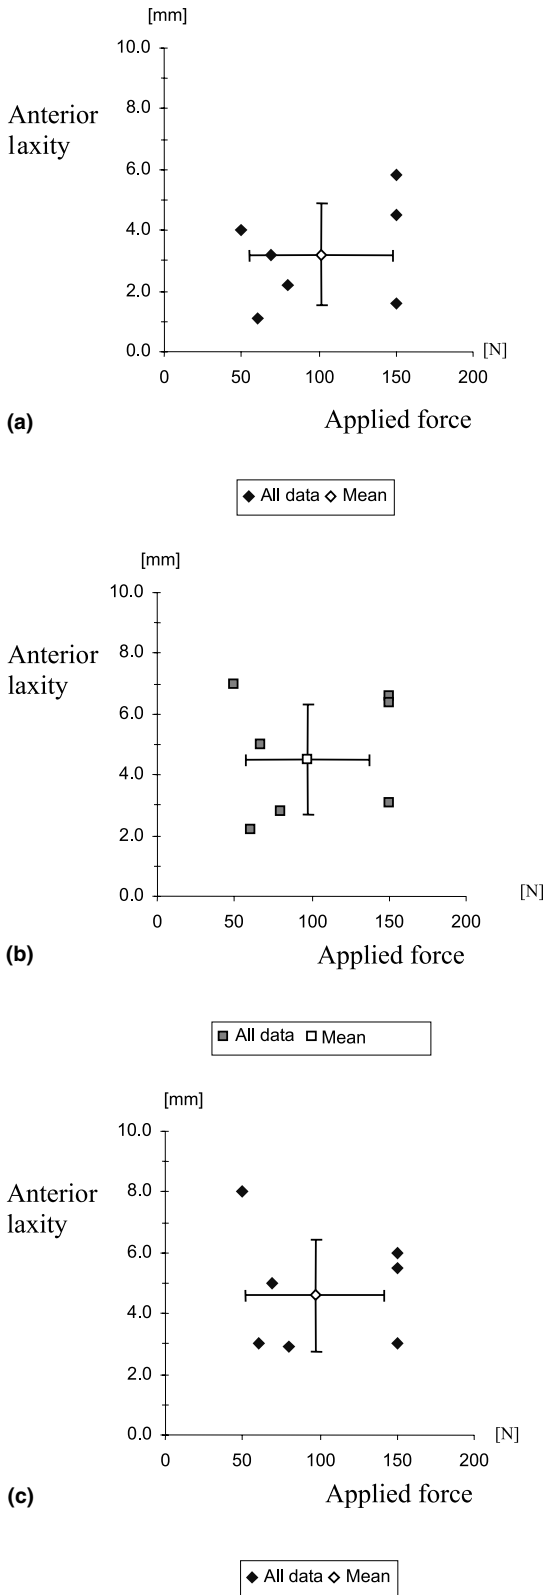 [mm]
10.0
8.0
Anterior
laxity
6.0
4.0
2.0
0.0
[N]
0 50 100 150 200
(a)
Applied force
All data Mean
[mm]
10.0
8.0
Anterior
laxity
6.0
4.0
2.0
0.0
[N]
0 50 100 150 200
(b)
Applied force
All data Mean
[mm]
10.0
8.0
Anterior
laxity
6.0
4.0
2.0
0.0
[N]
0 50 100 150 200
(c)
Applied force
All data Mean